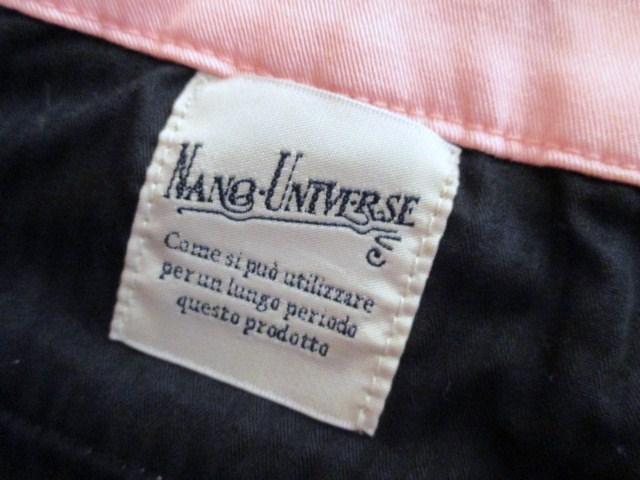 NANO·UNIVERSE
Come si può utilizzare
per un lungo periodo
questo prodotto